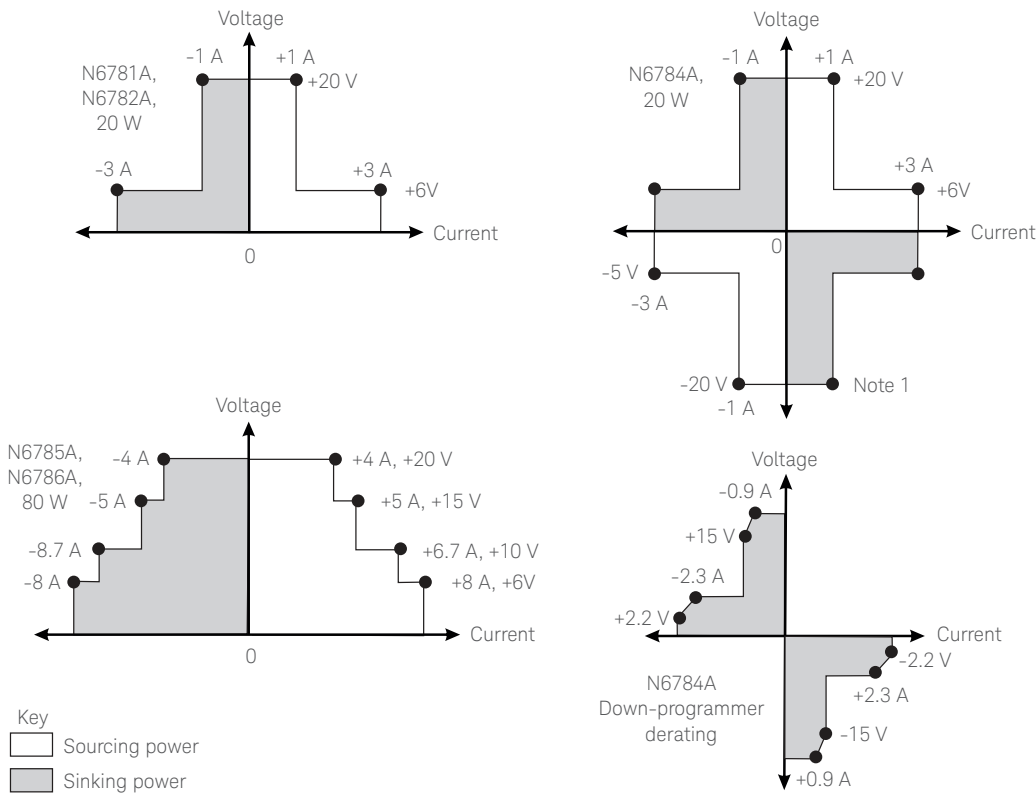 Voltage
-1 A
+1 A
N6781A,
N6782A,
20 W
+20 V
-3 A
+3 A
+6V
Current
0
Voltage
-1 A
+1 A
N6784A,
20 W
+20 V
+3 A
+6V
Current
0
-5 V
-3 A
-20 V
-1 A
Note 1
Voltage
N6785A,
N6786A,
80 W
-4 A
+4 A, +20 V
-5 A
+5 A, +15 V
-8.7 A
+6.7 A, +10 V
-8 A
+8 A, +6V
Current
0
Voltage
-0.9 A
+15 V
-2.3 A
+2.2 V
Current
-2.2 V
N6784A
Down-programmer
derating
+2.3 A
-15 V
+0.9 A
Key
Sourcing power
Sinking power